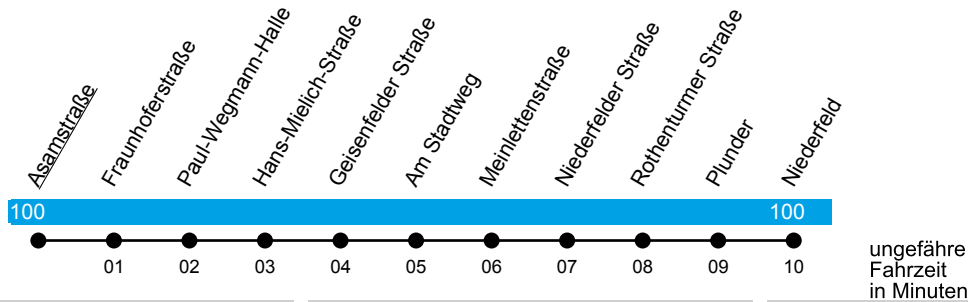 Asamstraße
Fraunhoferstraße
Paul-Wegmann-Halle
Hans-Mielich-Straße
Geisenfelder Straße
Am Stadtweg
Meinlettenstraße
Niederfelder Straße
Rothenturmer Straße
Plunder
Niederfeld
100 100
01 02 03 04 05 06 07 08 09 10
ungefähre
Fahrzeit
in Minuten